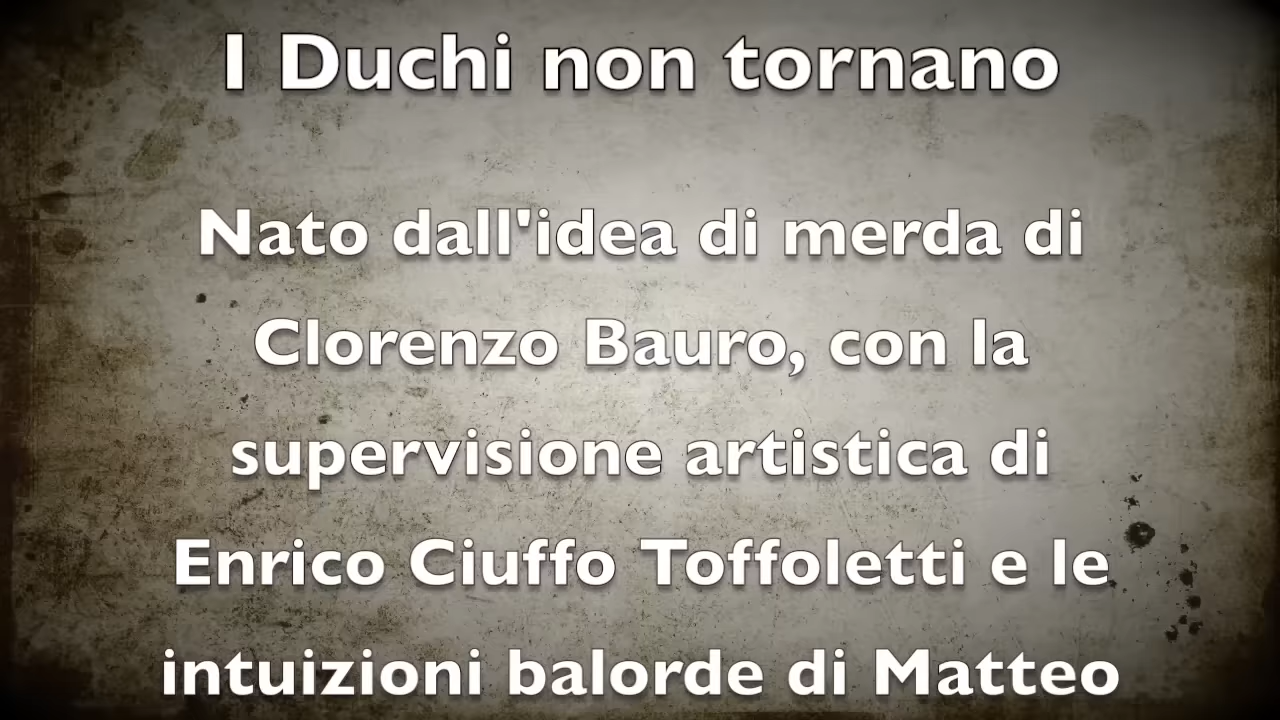 I Duchi non tornano
Nato dall'idea di merda di
Clorenzo Bauro, con la
supervisione artistica di
Enrico Ciuffo Toffoletti e le
intuizioni balorde di Matteo